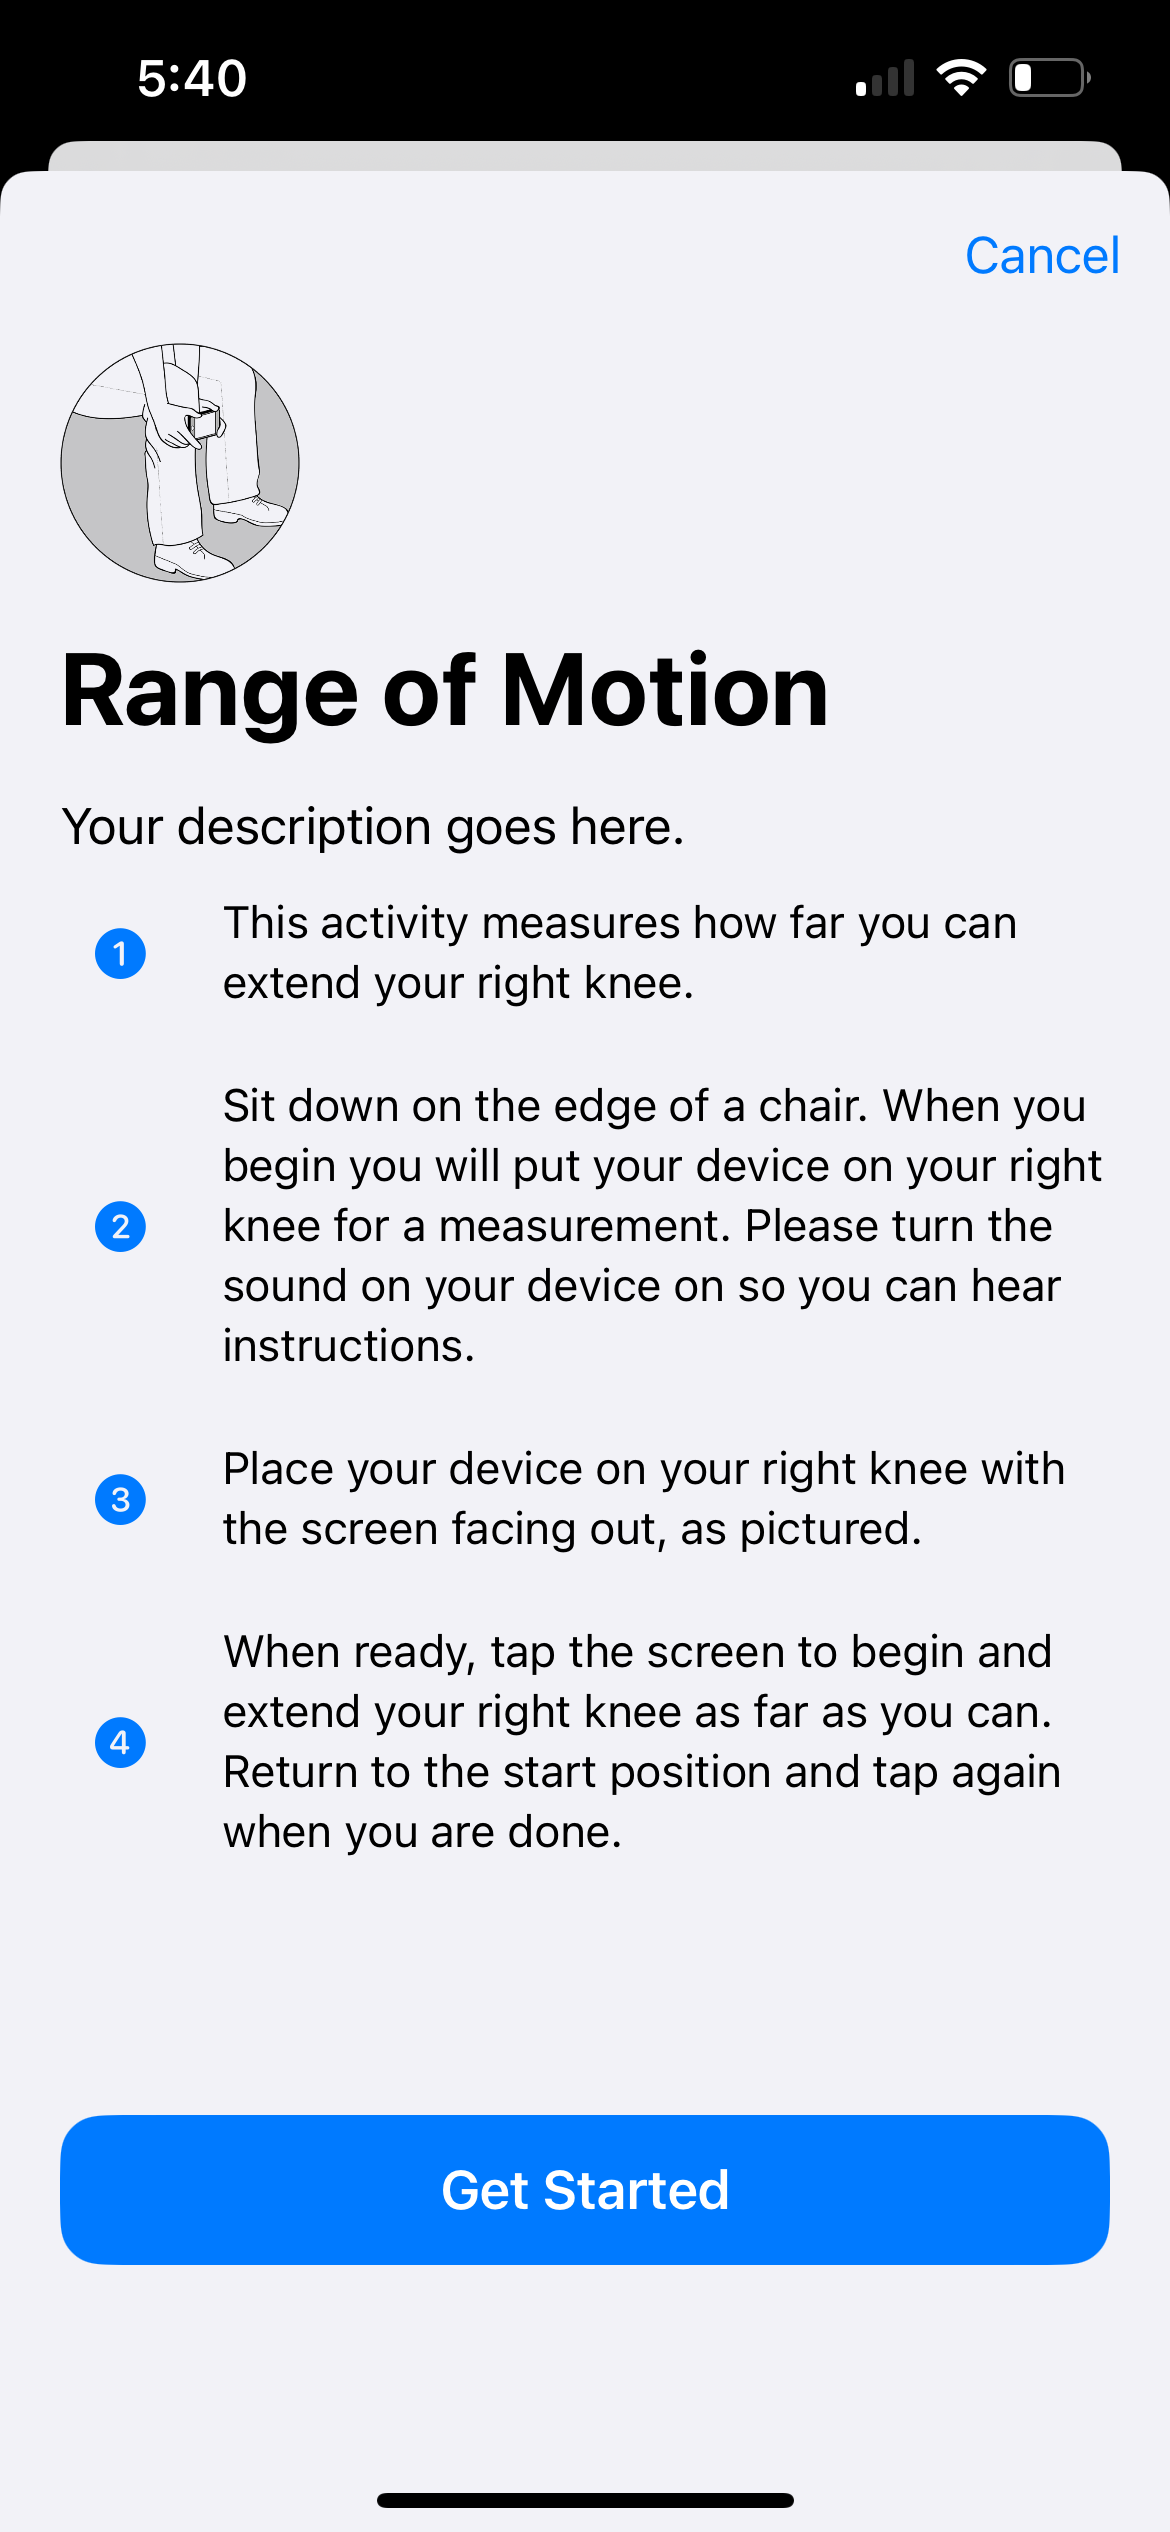 5:40
Cancel
Range of Motion
Your description goes here.
1
This activity measures how far you can
extend your right knee.
2
Sit down on the edge of a chair. When you
begin you will put your device on your right
knee for a measurement. Please turn the
sound on your device on so you can hear
instructions.
3
Place your device on your right knee with
the screen facing out, as pictured.
4
When ready, tap the screen to begin and
extend your right knee as far as you can.
Return to the start position and tap again
when you are done.
Get Started